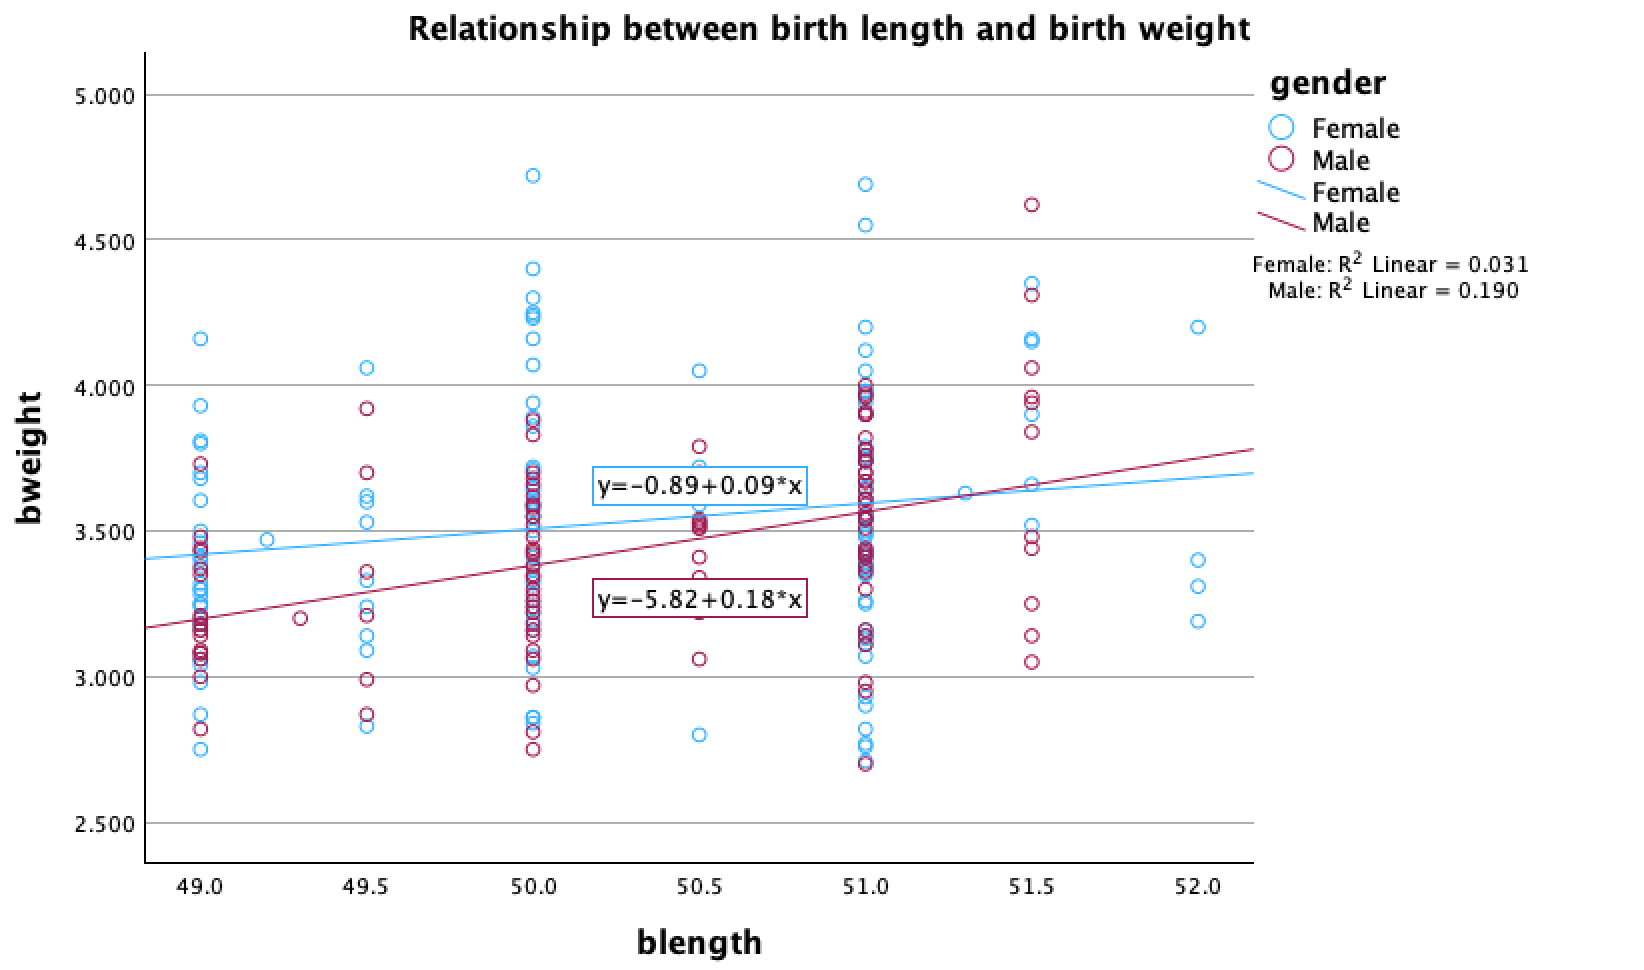 Relationship between birth length and birth weight
gender
Female
Male
Female
Male
Female: R² Linear = 0.031
Male: R² Linear = 0.190
bweight
5.000
4.500
4.000
3.500
3.000
2.500
y=-0.89+0.09*x
y=-5.82+0.18*x
49.0 49.5 50.0 50.5 51.0 51.5 52.0
blength